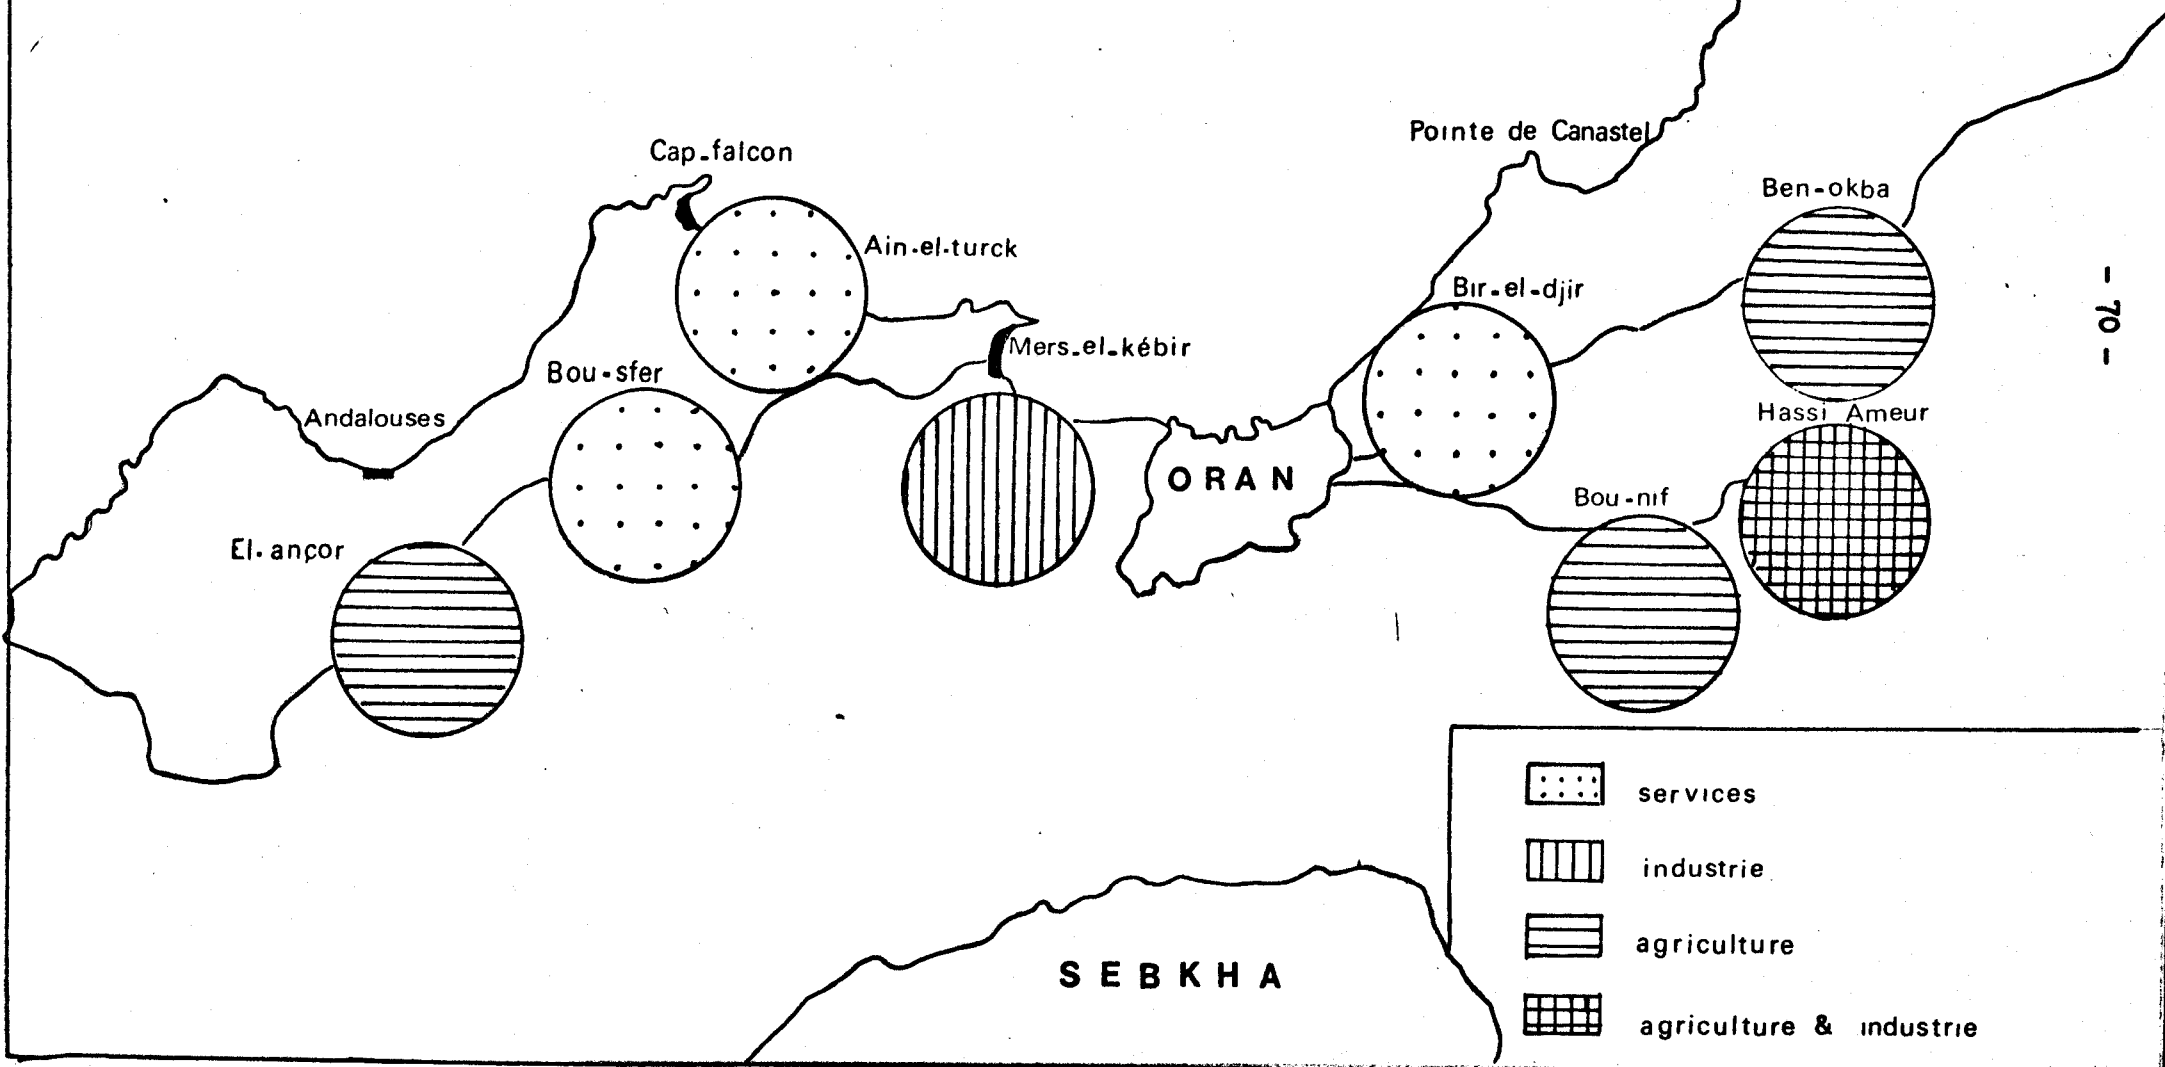 Cap-falcon
Pointe de Canastel
Ben-okba
Ain-el-turck
Bir-el-djir
Mers-el-kébir
Bou-sfer
Andalouses
Hassi Ameur
ORAN
Bou-nif
El-ançor
- 70 -
services
industrie
agriculture
SEBKHA
agriculture & industrie